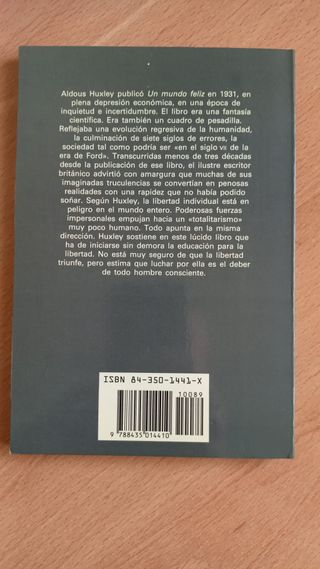 Aldous Huxley publicó Un mundo feliz en 1931, en
plena depresión económica, en una época de
inquietud e incertidumbre. El libro era una fantasía
científica. Era también un cuadro de pesadilla.
Reflejaba una evolución regresiva de la humanidad,
la culminación de siete siglos de errores, la
sociedad tal como podría ser «en el siglo VII de la
era de Ford». Transcurridas menos de tres décadas
desde la publicación de ese libro, el ilustre escritor
británico advirtió con amargura que muchas de sus
imaginadas truculencias se convertían en penosas
realidades con una rapidez que no había podido
soñar. Según Huxley, la libertad individual está en
peligro en el mundo entero. Poderosas fuerzas
impersonales empujan hacía un «totalitarismo»
muy poco humano. Todo apunta en la misma
dirección. Huxley sostiene en este lúcido libro que
ha de iniciarse sin demora la educación para la
libertad. No está muy seguro de que la libertad
triunfe, pero estima que luchar por ella es el deber
de todo hombre consciente.
ISBN 84-350-1441-X
10089
9 788435 014410